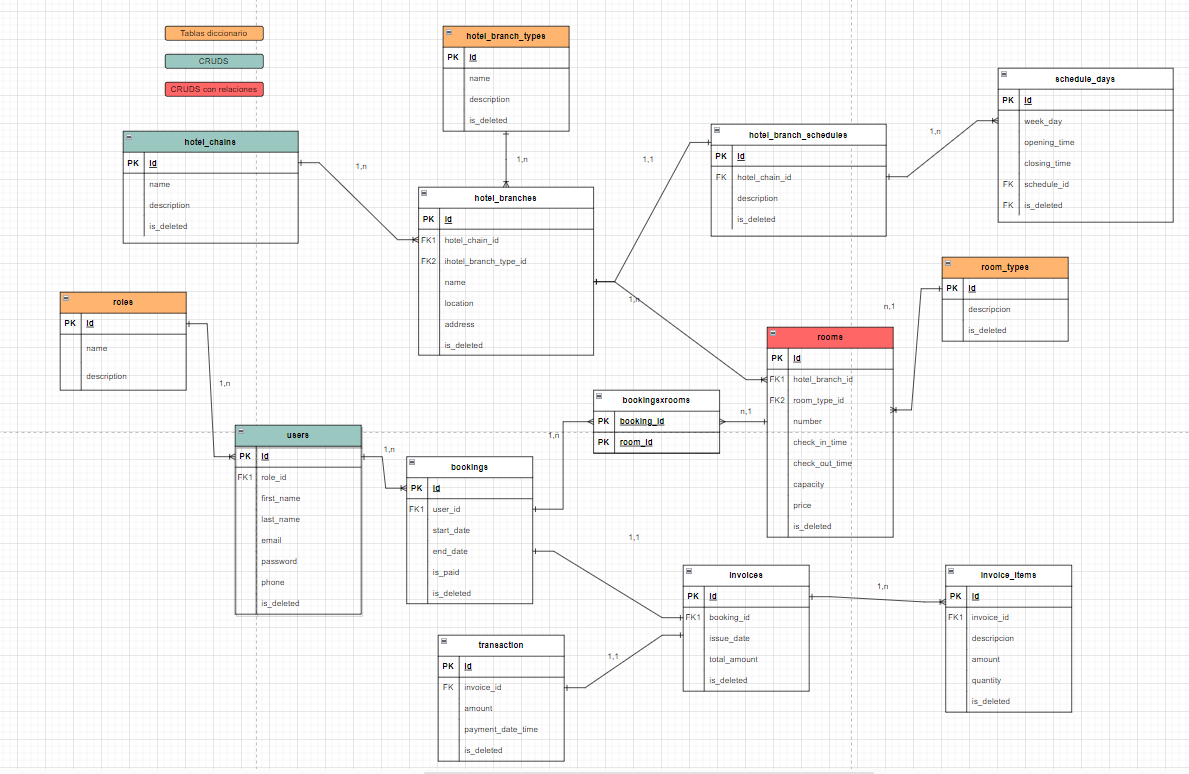 Tablas diccionario
CRUDS
CRUDS con relaciones
hotel_branch_types
PK id
name
description
is_deleted
schedule_days
PK id
week_day
opening_time
closing_time
FK schedule_id
FK is_deleted
1,n
hotel_branch_schedules
PK id
FK hotel_chain_id
description
is_deleted
hotel_chains
PK id
name
description
is_deleted
1,n
1,n
1,1
hotel_branches
PK id
FK1 hotel_chain_id
FK2 ihotel_branch_type_id
name
location
address
is_deleted
1,n
room_types
PK id
descripcion
is_deleted
n,1
roles
PK id
name
description
1,n
rooms
PK id
FK1 hotel_branch_id
FK2 room_type_id
number
check_in_time
check_out_time
capacity
price
is_deleted
bookingsxrooms
PK booking_id
PK room_id
n,1
1,n
users
PK id
FK1 role_id
first_name
last_name
email
password
phone
is_deleted
1,n
bookings
PK id
FK1 user_id
start_date
end_date
is_paid
is_deleted
1,1
invoices
PK id
FK1 booking_id
issue_date
total_amount
is_deleted
1,n
invoice_items
PK id
FK1 invoice_id
descripcion
amount
quantity
is_deleted
transaction
PK id
FK invoice_id
amount
payment_date_time
is_deleted
1,1